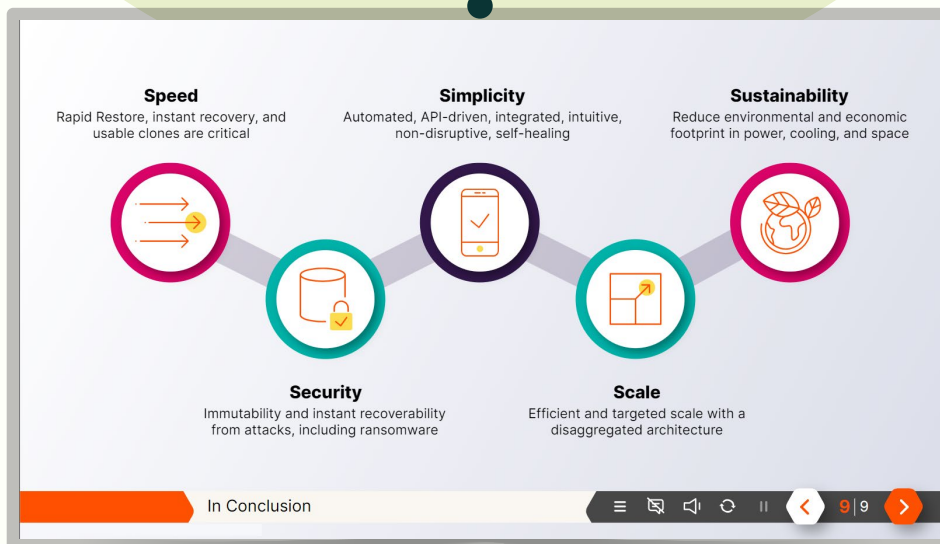 Speed
Rapid Restore, instant recovery, and
usable clones are critical
Simplicity
Automated, API-driven, integrated, intuitive,
non-disruptive, self-healing
Sustainability
Reduce environmental and economic
footprint in power, cooling, and space
Security
Immutability and instant recoverability
from attacks, including ransomware
Scale
Efficient and targeted scale with a
disaggregated architecture
In Conclusion
9|9